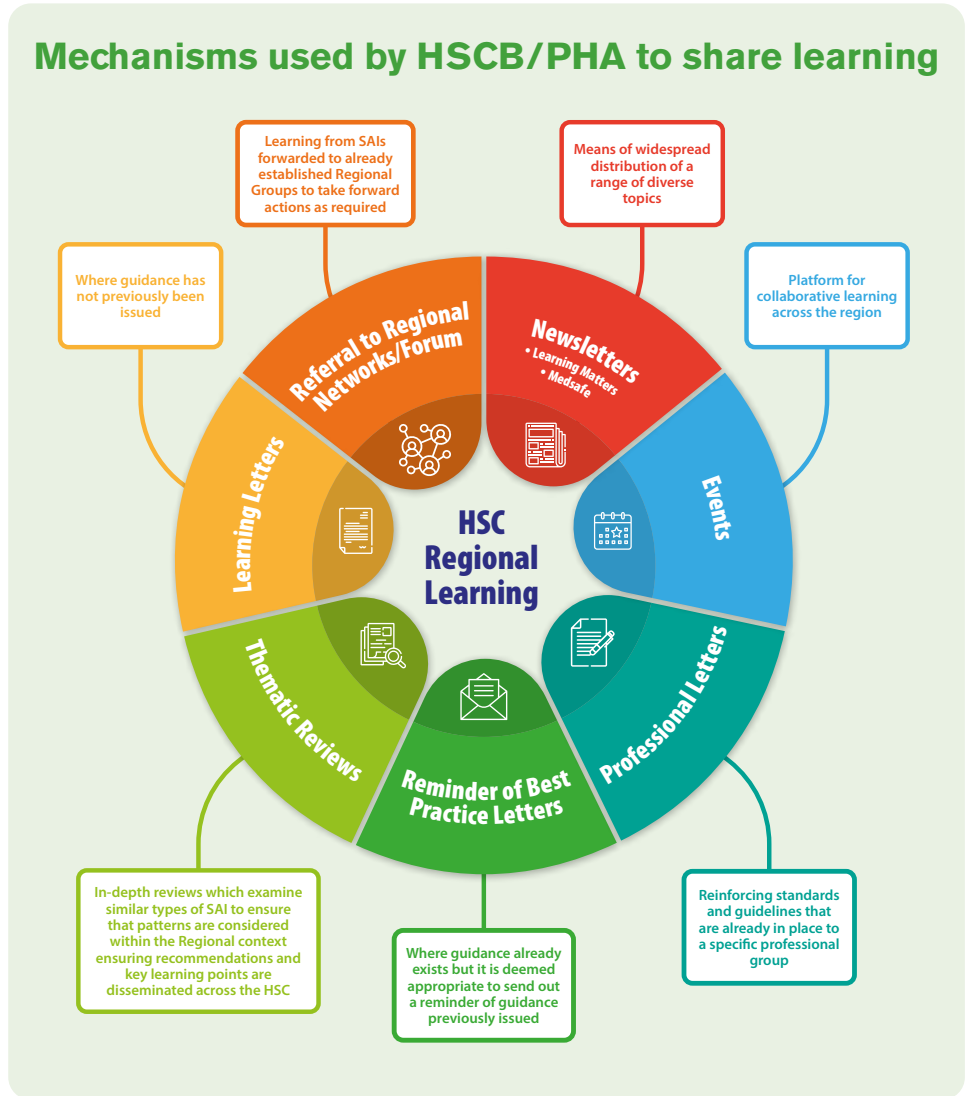 Mechanisms used by HSCB/PHA to share learning
Learning from SAIs
forwarded to already
established Regional
Groups to take forward
actions as required
Means of widespread
distribution of a
range of diverse
topics
Where guidance has
not previously been
issued
Platform for
collaborative learning
across the region
Referral to Regional
Networks/Forum
Newsletters
• Learning Matters
• Medsafe
Learning Letters
Events
HSC
Regional
Learning
Thematic Reviews
Professional Letters
Reminder of Best
Practice Letters
In-depth reviews which examine
similar types of SAI to ensure
that patterns are considered
within the Regional context
ensuring recommendations and
key learning points are
disseminated across the HSC
Where guidance already
exists but it is deemed
appropriate to send out
a reminder of guidance
previously issued
Reinforcing standards
and guidelines that
are already in place to
a specific professional
group